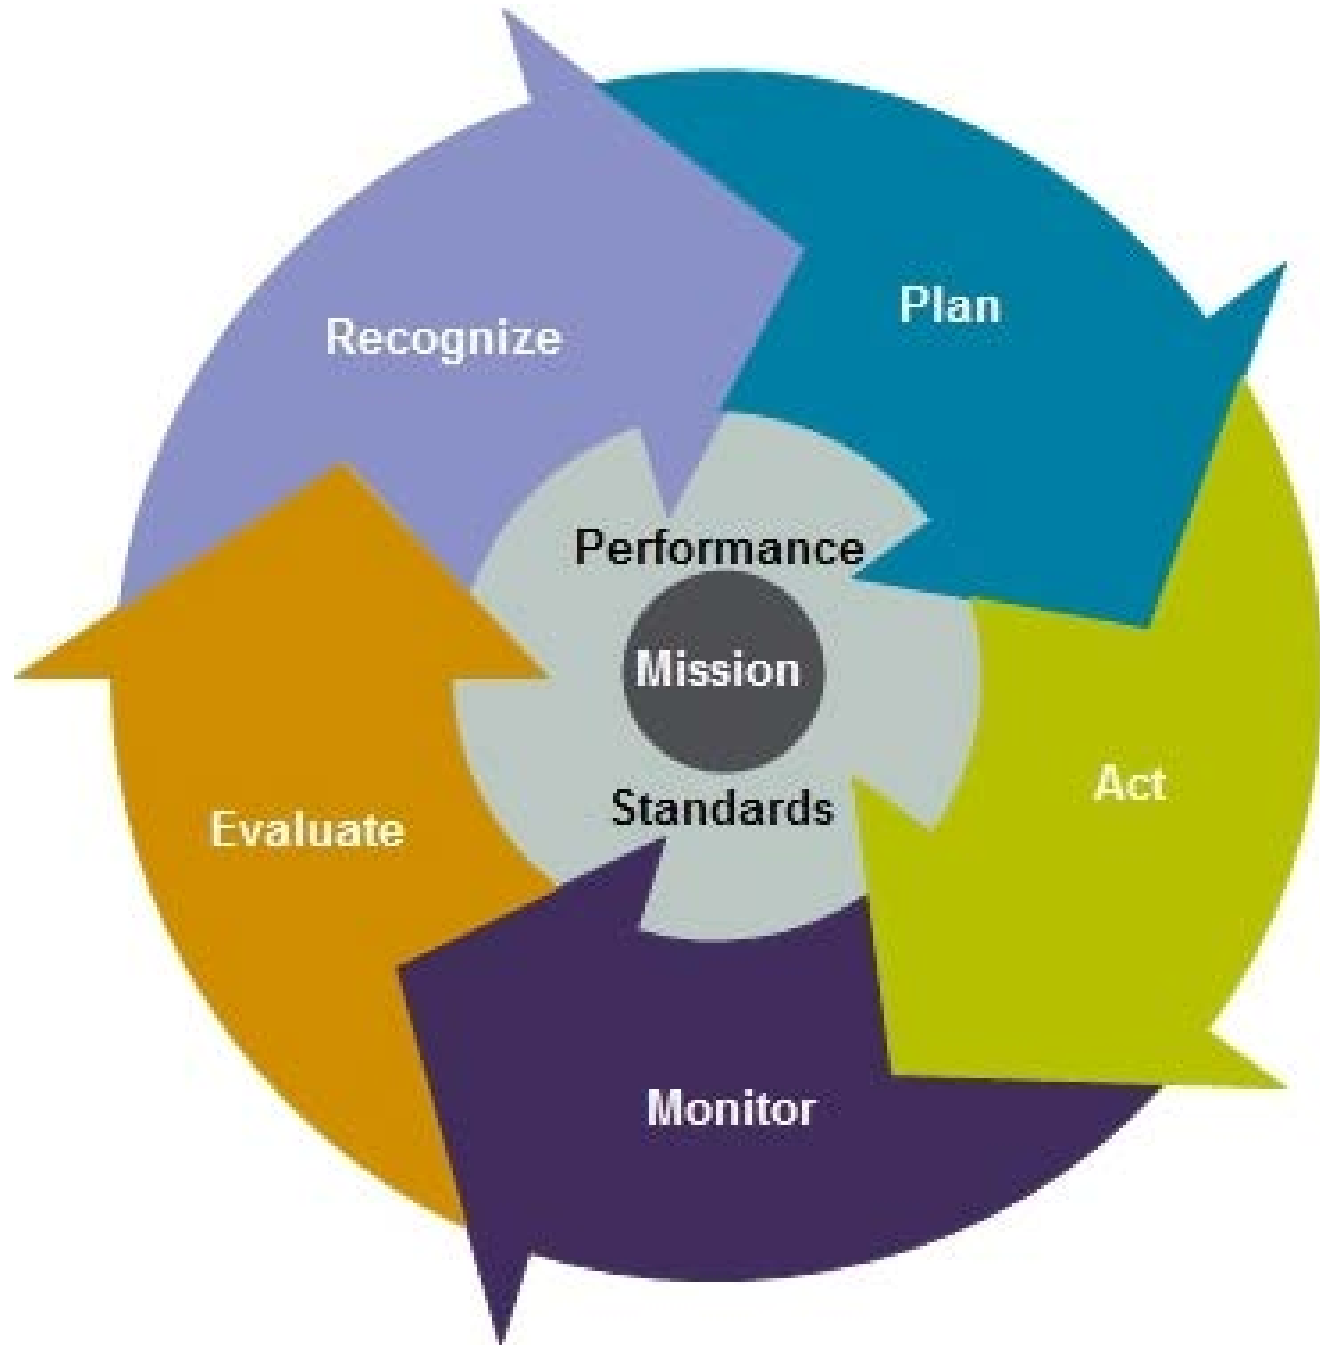 Recognize
Plan
Performance
Mission
Standards
Act
Evaluate
Monitor